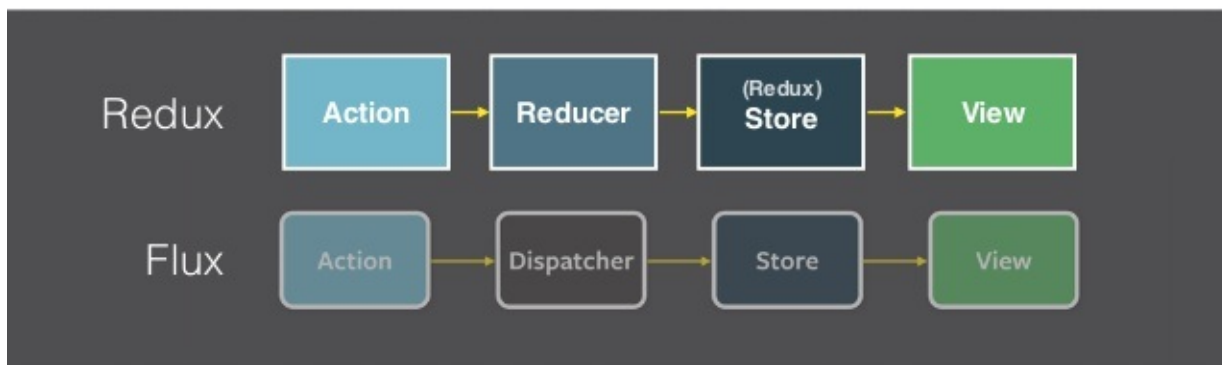 Redux
Action
Reducer
(Redux)
Store
View
Flux
Action
Dispatcher
Store
View